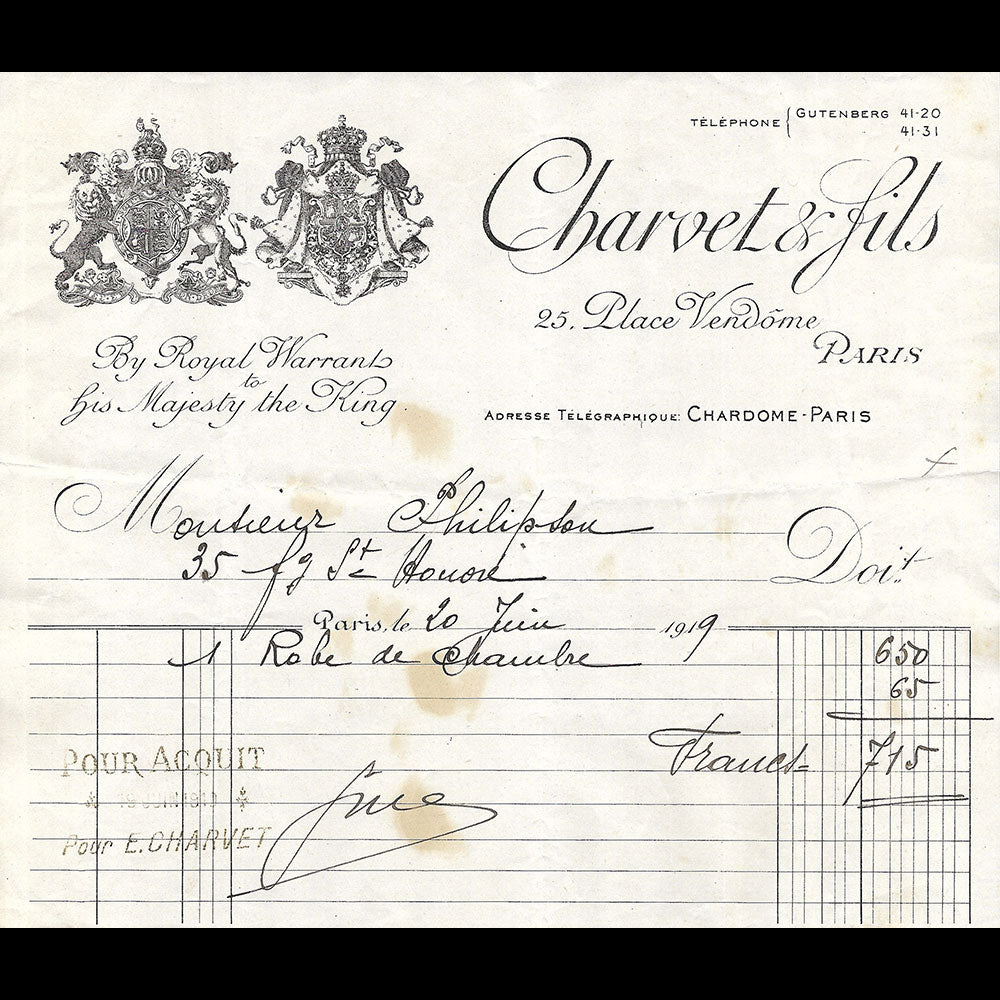 TÉLÉPHONE { GUTENBERG 41-20
41-31
Charvet & fils
25, Place Vendôme
PARIS
By Royal Warrant
to
His Majesty the King
ADRESSE TÉLÉGRAPHIQUE: CHARDOME-PARIS
Monsieur Philipson Doit
35 fg St Honoré
Paris, le 20 Juin 1919
1 Robe de Chambre 650
65
Francs 715
POUR ACQUIT
Pour E. CHARVET